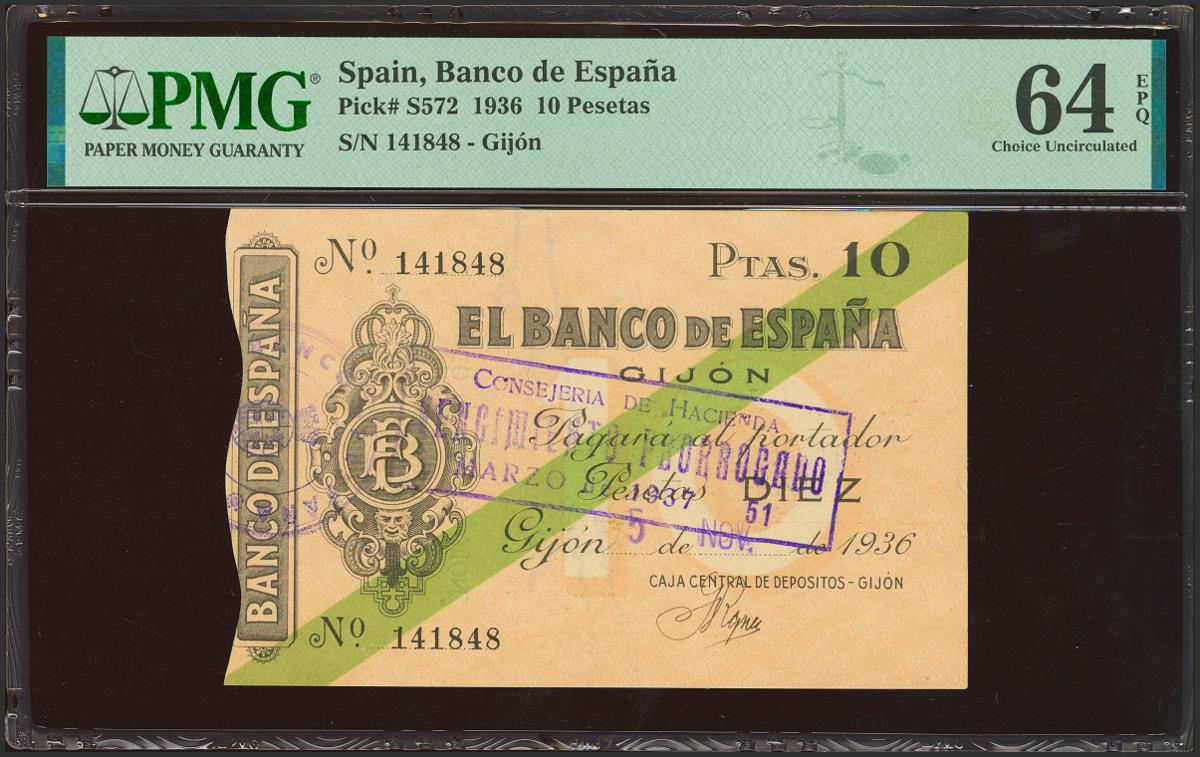 PMG®
PAPER MONEY GUARANTY
Spain, Banco de España
Pick# S572 1936 10 Pesetas
S/N 141848 - Gijón
64 EPQ
Choice Uncirculated
BANCO DE ESPAÑA
Nº 141848
PTAS. 10
EL BANCO DE ESPAÑA
GIJÓN
CONSEJERIA DE HACIENDA
Pagará al portador
MARZO DE 1937
51
Pesetas DIEZ
Gijón 5 de NOV. de 1936
CAJA CENTRAL DE DEPOSITOS - GIJÓN
Nº 141848